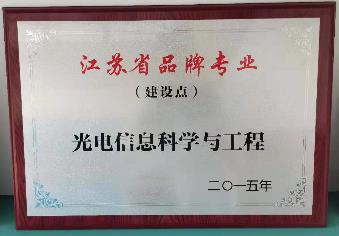 江苏省品牌专业
（建设点）
光电信息科学与工程
二〇一五年